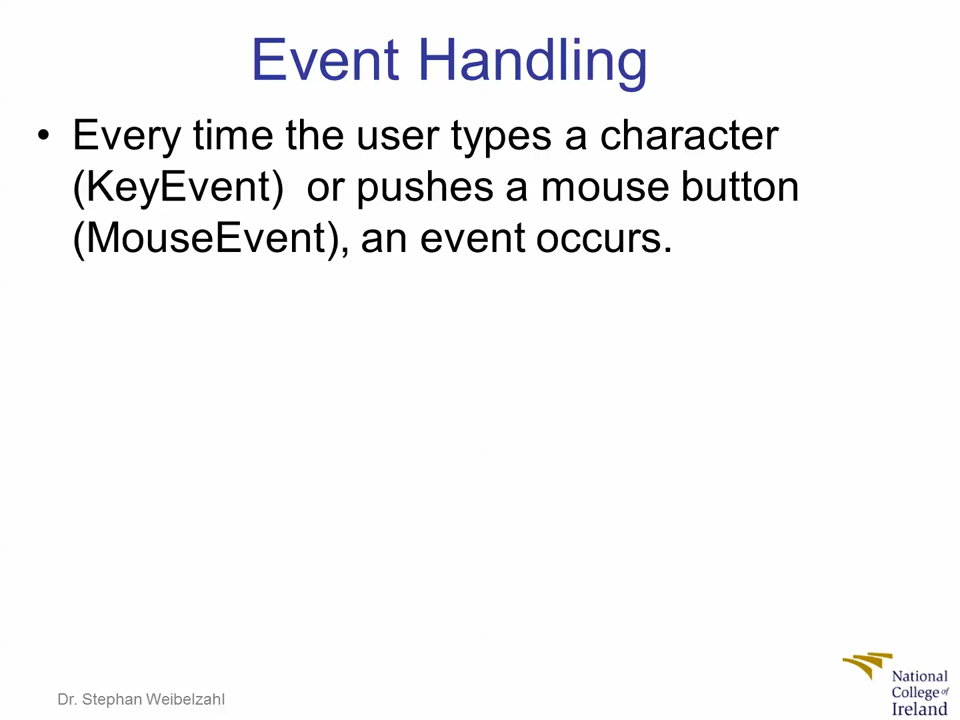 Event Handling
• Every time the user types a character
(KeyEvent)  or pushes a mouse button
(MouseEvent), an event occurs.
Dr. Stephan Weibelzahl
National
College of
Ireland